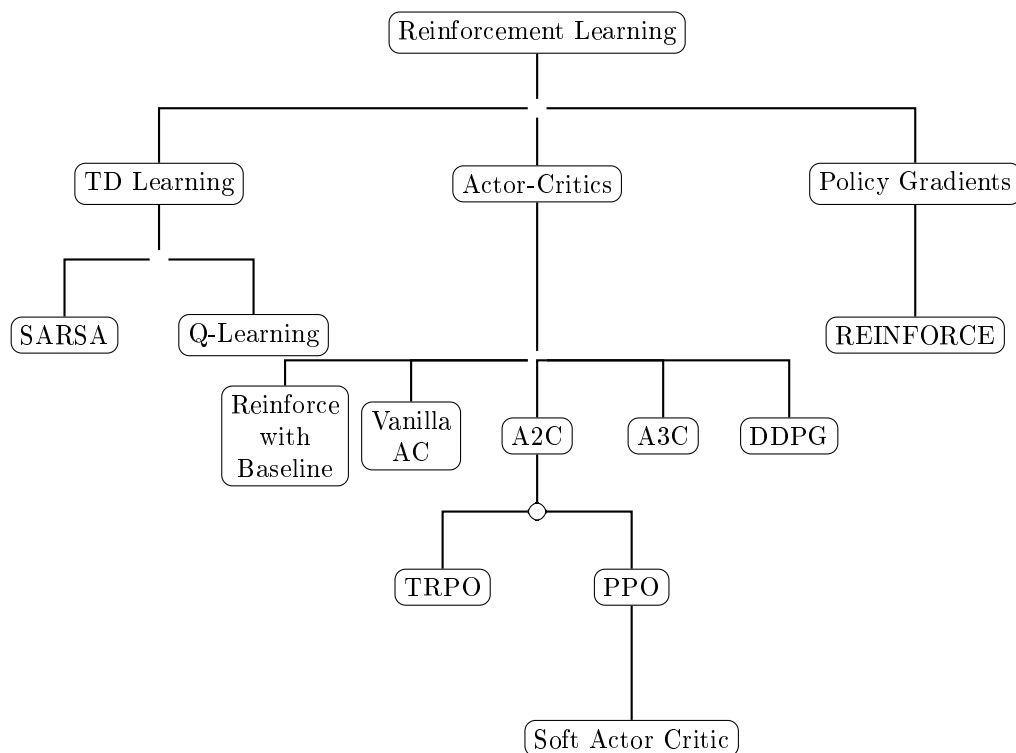 Reinforcement Learning
TD Learning
Actor-Critics
Policy Gradients
SARSA
Q-Learning
REINFORCE
Reinforce
with
Baseline
Vanilla
AC
A2C
A3C
DDPG
TRPO
PPO
Soft Actor Critic